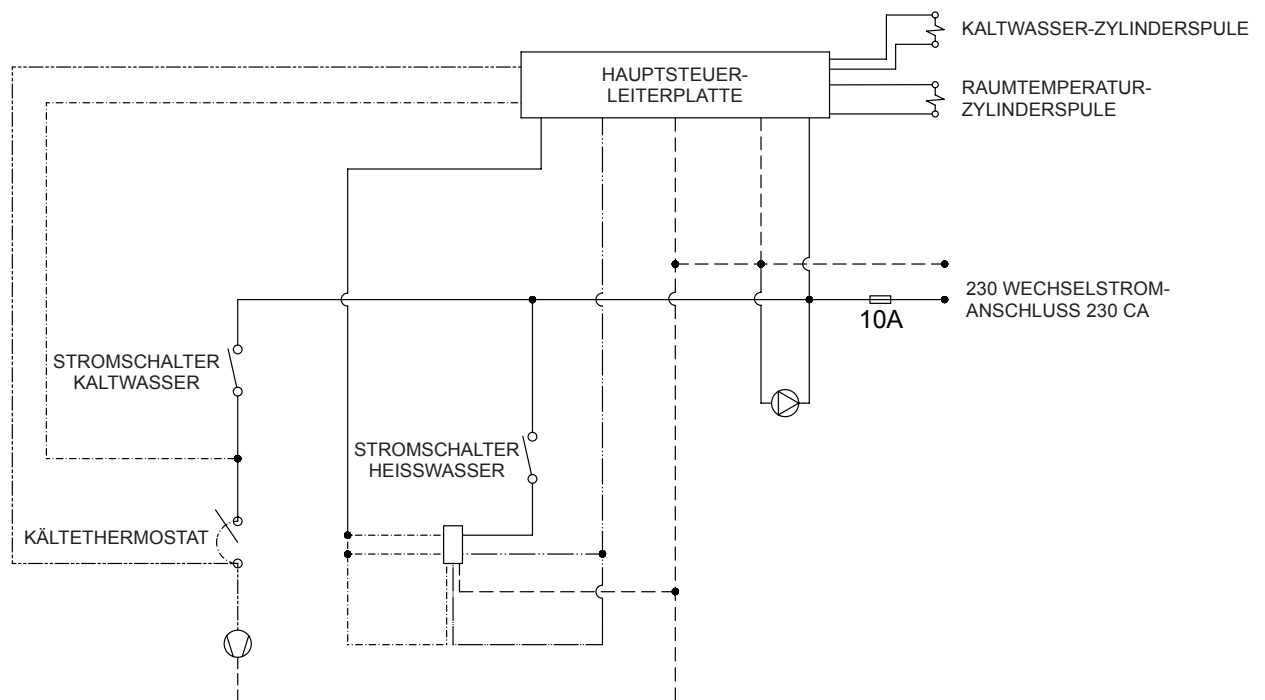 KALTWASSER-ZYLINDERSPULE
HAUPTSTEUER-
LEITERPLATTE
RAUMTEMPERATUR-
ZYLINDERSPULE
230 WECHSELSTROM-
ANSCHLUSS 230 CA
10A
STROMSCHALTER
KALTWASSER
STROMSCHALTER
HEISSWASSER
KÄLTETHERMOSTAT